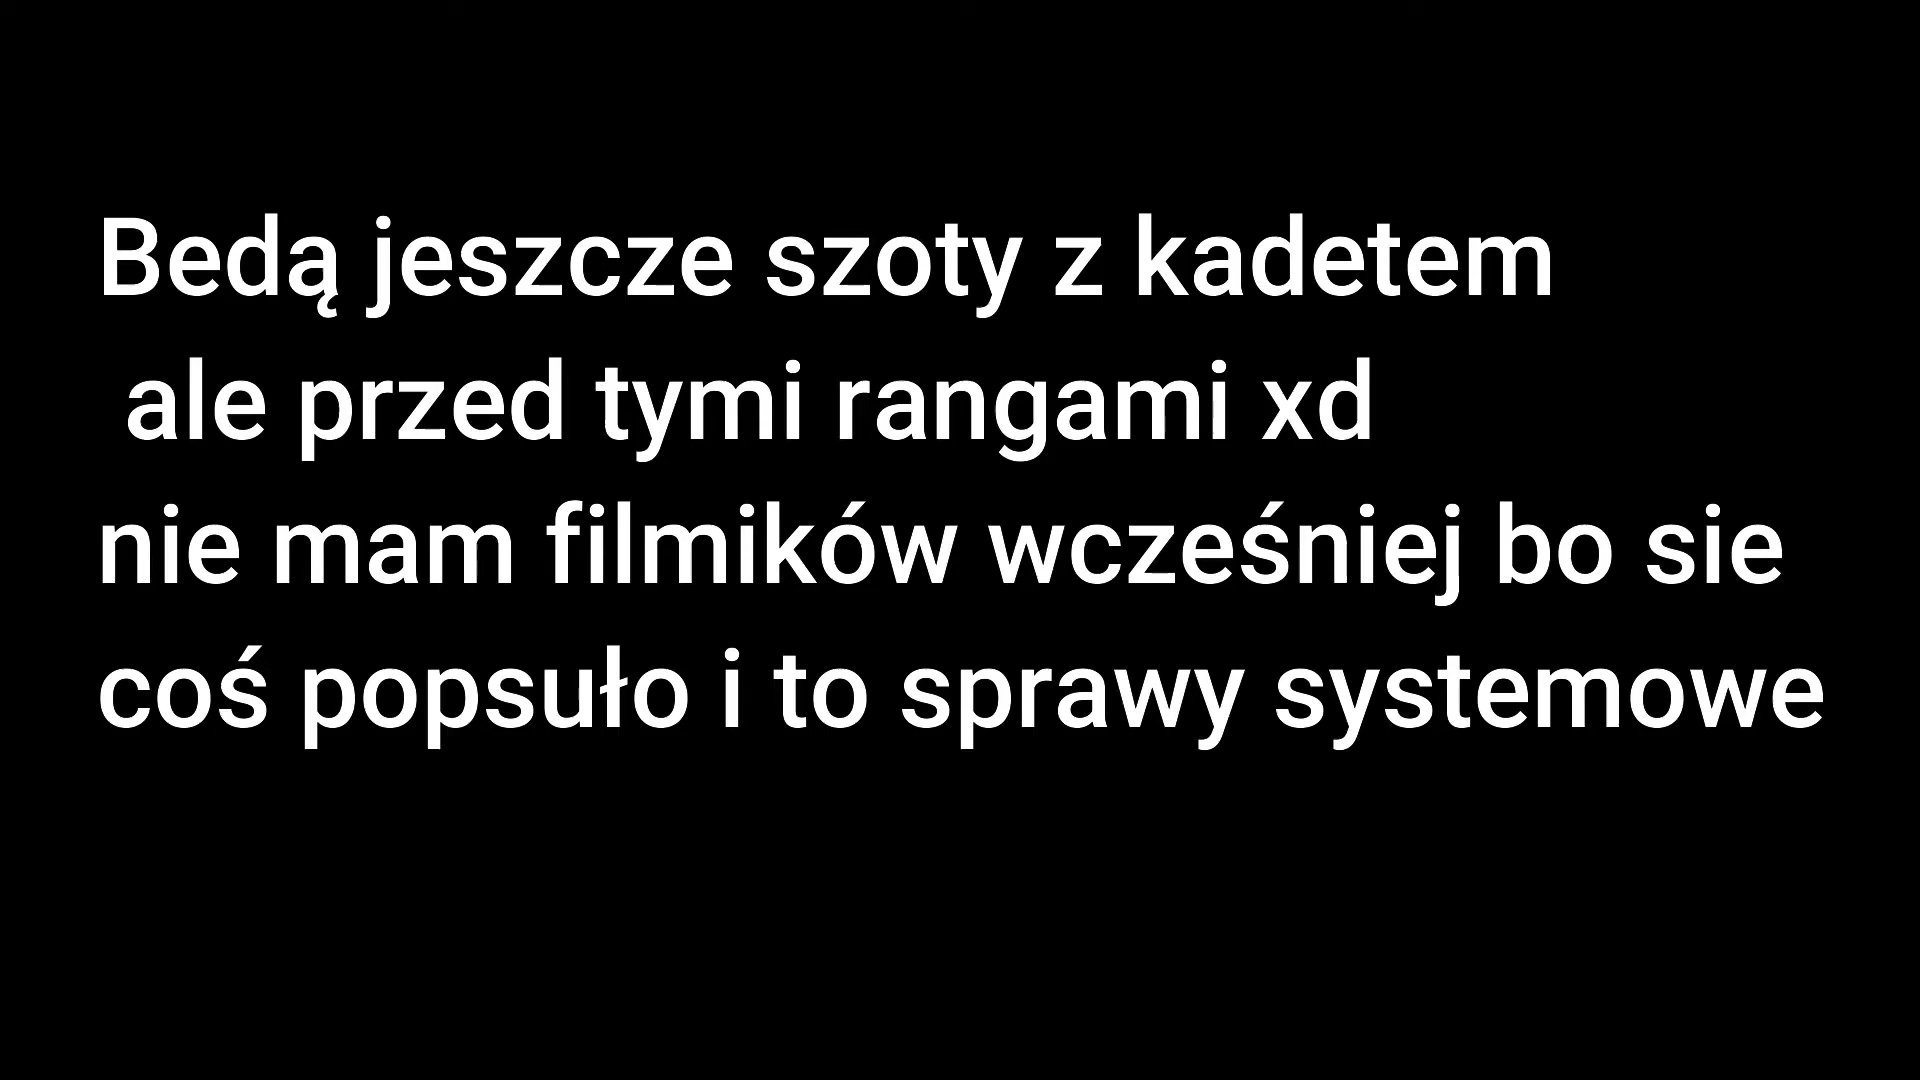 Bedą jeszcze szoty z kadetem
ale przed tymi rangami xd
nie mam filmików wcześniej bo sie
coś popsuło i to sprawy systemowe